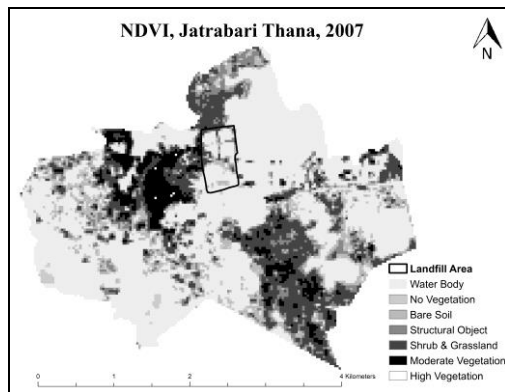 NDVI, Jatrabari Thana, 2007
N
Landfill Area
Water Body
No Vegetation
Bare Soil
Structural Object
Shrub & Grassland
Moderate Vegetation
High Vegetation
0 1 2 4 Kilometers